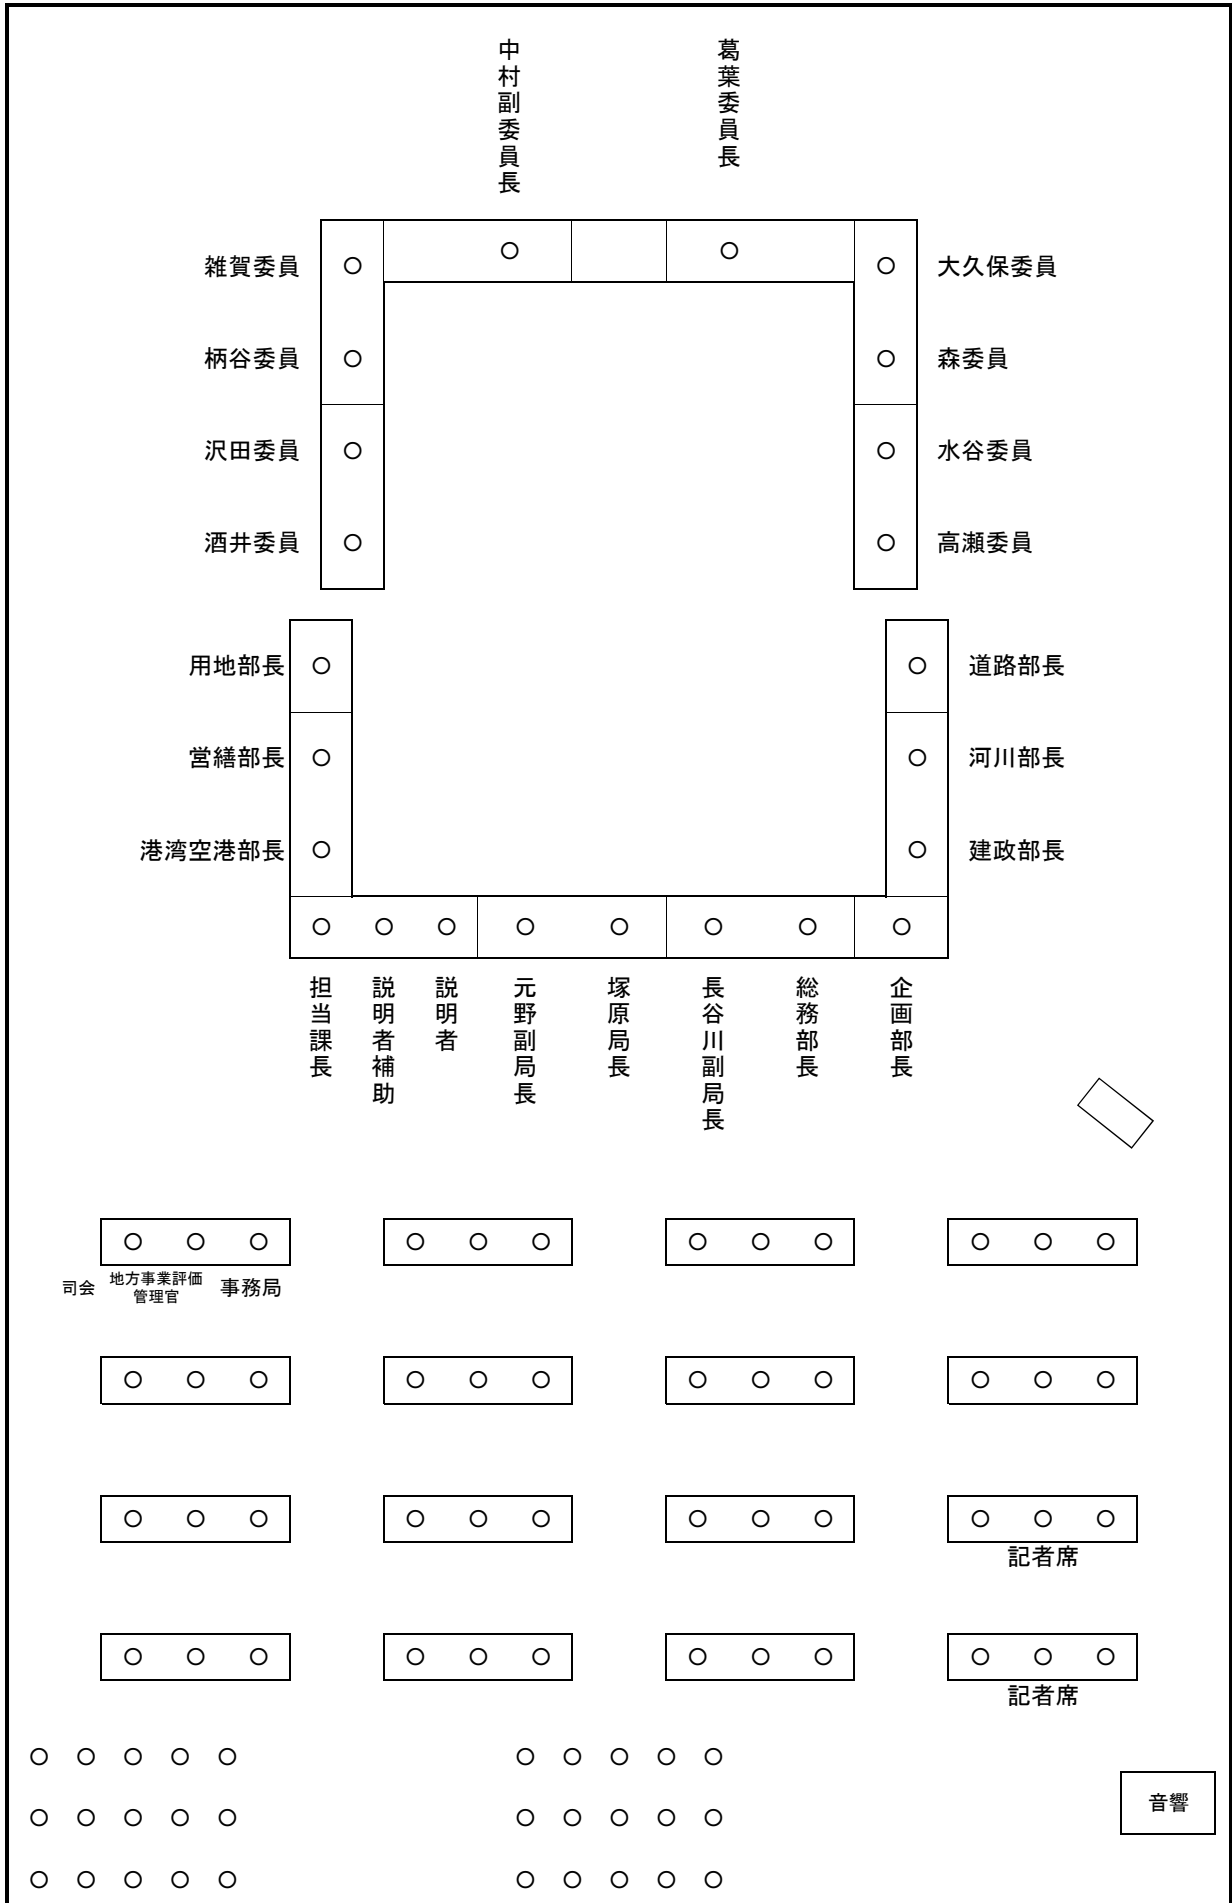 中村副委員長
葛葉委員長
雑賀委員
大久保委員
柄谷委員
森委員
沢田委員
水谷委員
酒井委員
高瀬委員
用地部長
道路部長
営繕部長
河川部長
港湾空港部長
建政部長
担当課長
説明者補助
説明者
元野副局長
塚原局長
長谷川副局長
総務部長
企画部長
司会
地方事業評価
管理官
事務局
記者席
記者席
音響